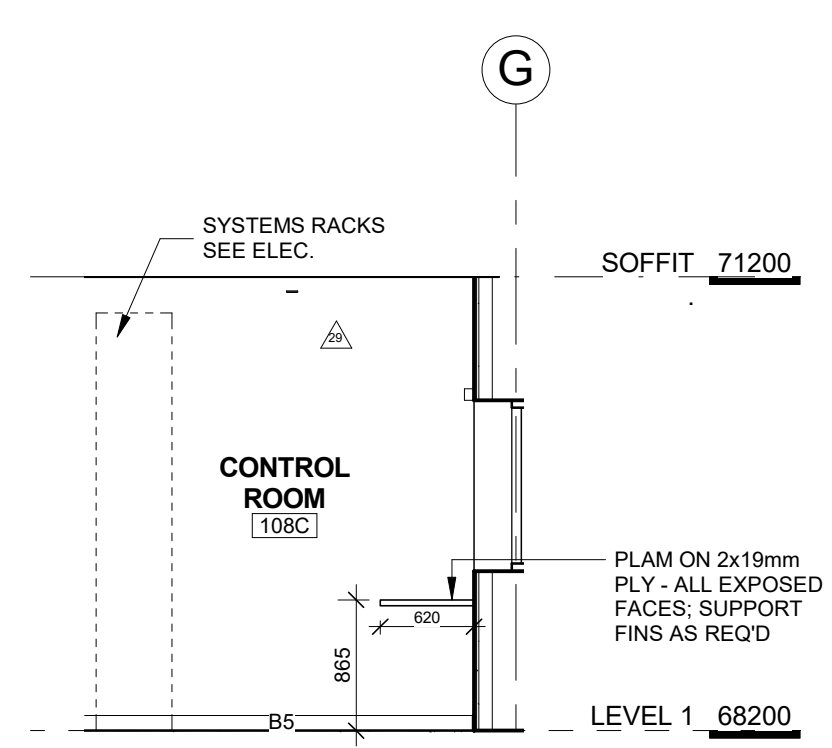 G
SYSTEMS RACKS
SEE ELEC.
SOFFIT 71200
29
CONTROL
ROOM
108C
PLAM ON 2x19mm
PLY - ALL EXPOSED
FACES; SUPPORT
FINS AS REQ'D
620
865
B5
LEVEL 1 68200